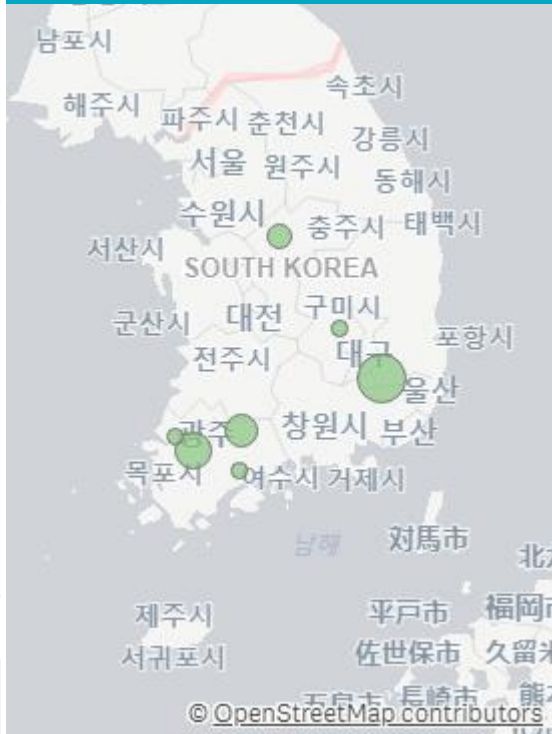 남포시
속초시
해주시
파주시 춘천시
강릉시
서울 원주시
동해시
수원시
충주시 태백시
서산시
SOUTH KOREA
구미시
군산시 대전
포항시
전주시
대구
울산
광주
창원시 부산
목포시
여수시 거제시
남해
対馬市
제주시
平戸市
福岡市
서귀포시
佐世保市
長崎市
© OpenStreetMap contributors